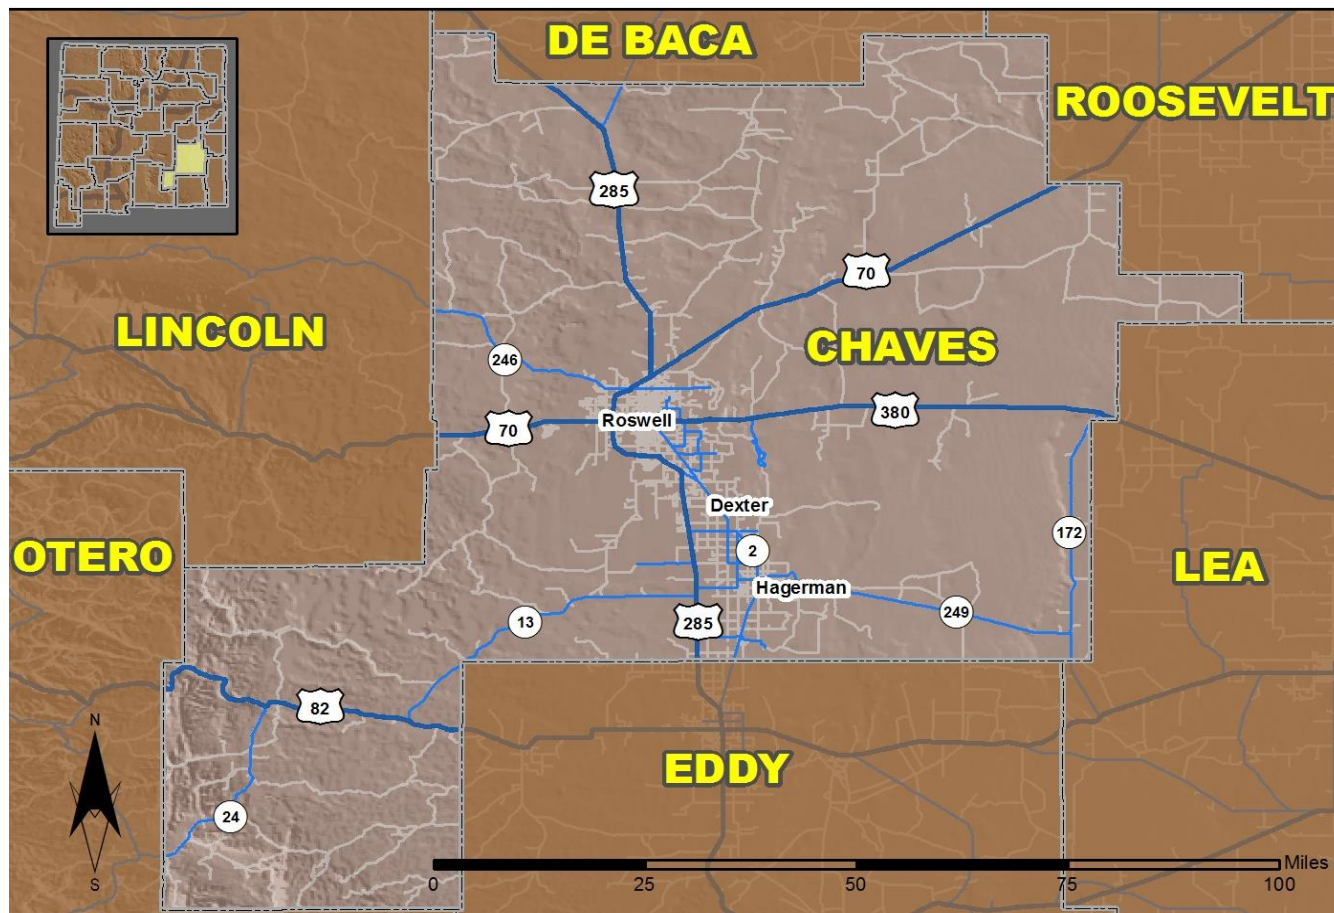 DE BACA
ROOSEVELT
285
70
LINCOLN
CHAVES
246
380
Roswell
70
Dexter
172
2
OTERO
LEA
Hagerman
249
13
285
82
N
EDDY
24
S
Miles
0 25 50 75 100